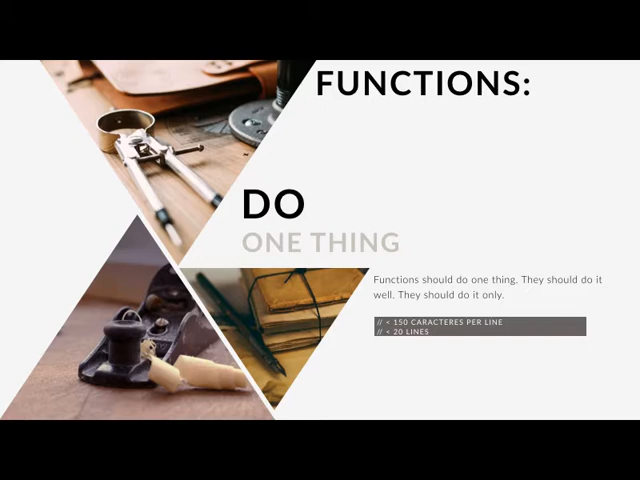 FUNCTIONS:
DO
ONE THING
Functions should do one thing. They should do it
well. They should do it only.
// < 150 CARACTERES PER LINE
// < 20 LINES